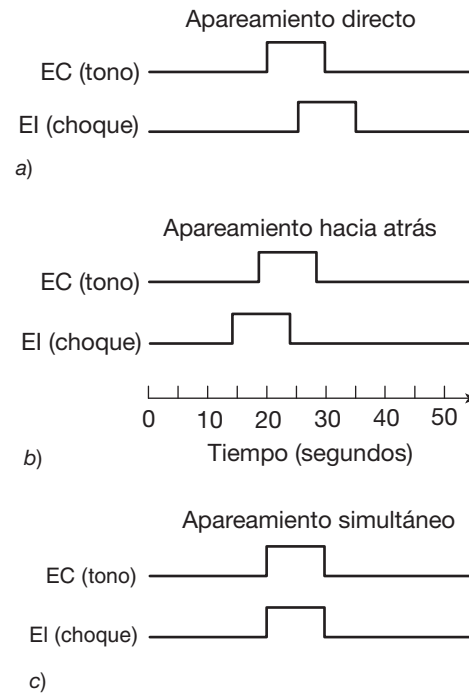 Apareamiento directo
EC (tono)
EI (choque)
a)
Apareamiento hacia atrás
EC (tono)
EI (choque)
0 10 20 30 40 50
b) Tiempo (segundos)
Apareamiento simultáneo
EC (tono)
EI (choque)
c)